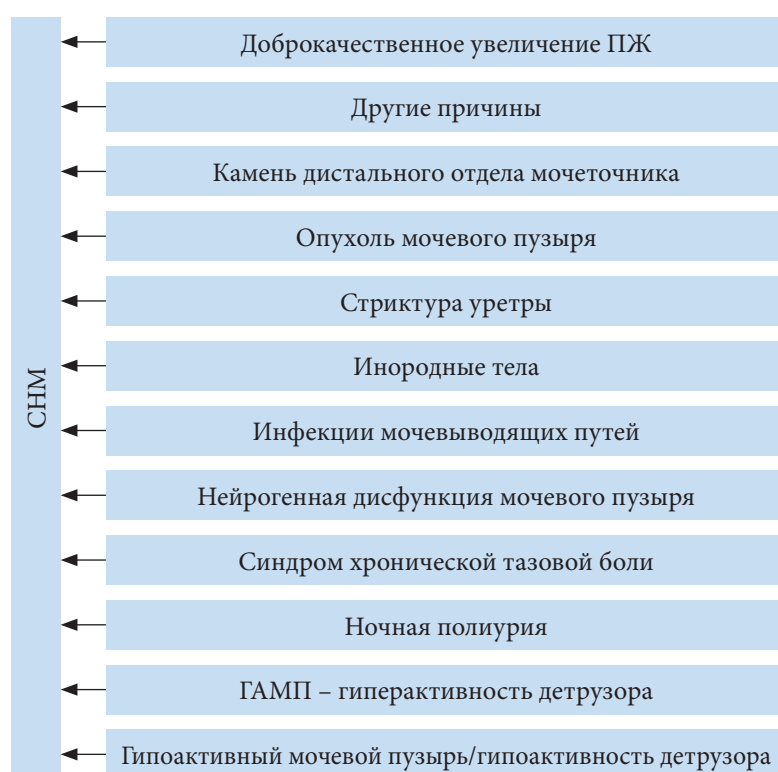 СНМ
Доброкачественное увеличение ПЖ
Другие причины
Камень дистального отдела мочеточника
Опухоль мочевого пузыря
Стриктура уретры
Инородные тела
Инфекции мочевыводящих путей
Нейрогенная дисфункция мочевого пузыря
Синдром хронической тазовой боли
Ночная полиурия
ГАМП – гиперактивность детрузора
Гипоактивный мочевой пузырь/гипоактивность детрузора